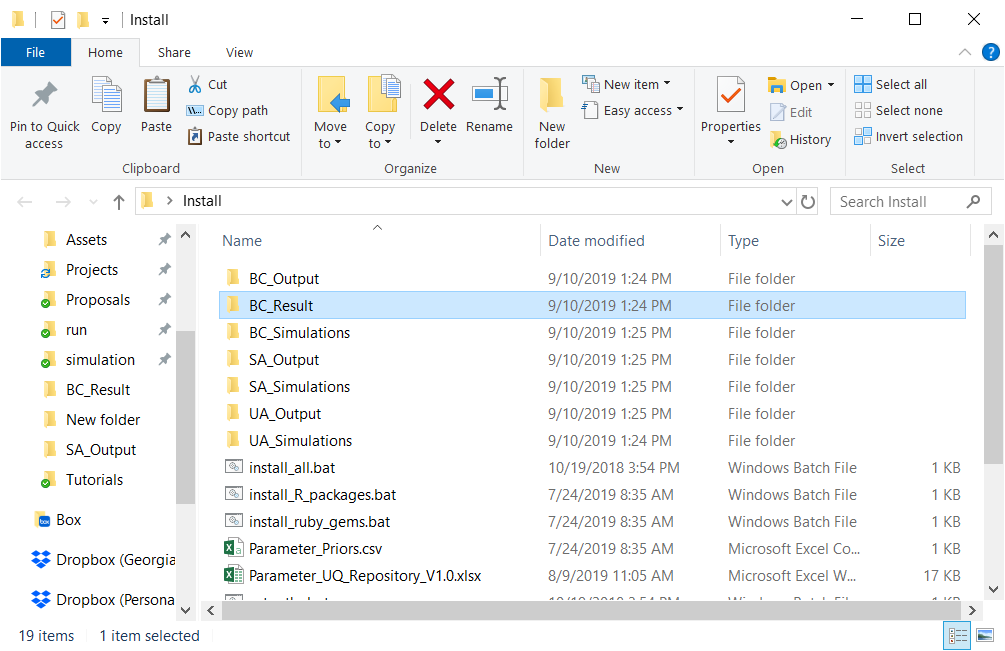 Install
File Home Share View
Pin to Quick access
Copy
Paste
Cut
Copy path
Paste shortcut
Clipboard
Move to
Copy to
Delete
Rename
Organize
New folder
New item
Easy access
New
Properties
Open
Edit
History
Open
Select all
Select none
Invert selection
Select
Install
Search Install
Assets
Projects
Proposals
run
simulation
BC_Result
New folder
SA_Output
Tutorials
Box
Dropbox (Georgia
Dropbox (Persona
Name Date modified Type Size
BC_Output 9/10/2019 1:24 PM File folder
BC_Result 9/10/2019 1:24 PM File folder
BC_Simulations 9/10/2019 1:25 PM File folder
SA_Output 9/10/2019 1:25 PM File folder
SA_Simulations 9/10/2019 1:25 PM File folder
UA_Output 9/10/2019 1:25 PM File folder
UA_Simulations 9/10/2019 1:24 PM File folder
install_all.bat 10/19/2018 3:54 PM Windows Batch File 1 KB
install_R_packages.bat 7/24/2019 8:35 AM Windows Batch File 1 KB
install_ruby_gems.bat 7/24/2019 8:35 AM Windows Batch File 1 KB
Parameter_Priors.csv 7/24/2019 8:35 AM Microsoft Excel Co... 1 KB
Parameter_UQ_Repository_V1.0.xlsx 8/9/2019 11:05 AM Microsoft Excel W... 17 KB
19 items 1 item selected